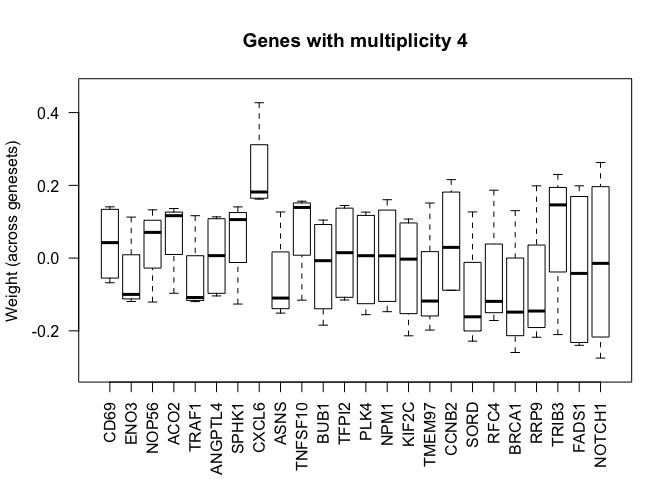 Genes with multiplicity 4
Weight (across genesets)
0.4
0.2
0.0
-0.2
CD69
ENO3
NOP56
ACO2
TRAF1
ANGPTL4
SPHK1
CXCL6
ASNS
TNFSF10
BUB1
TFPI2
PLK4
NPM1
KIF2C
TMEM97
CCNB2
SORD
RFC4
BRCA1
RRP9
TRIB3
FADS1
NOTCH1